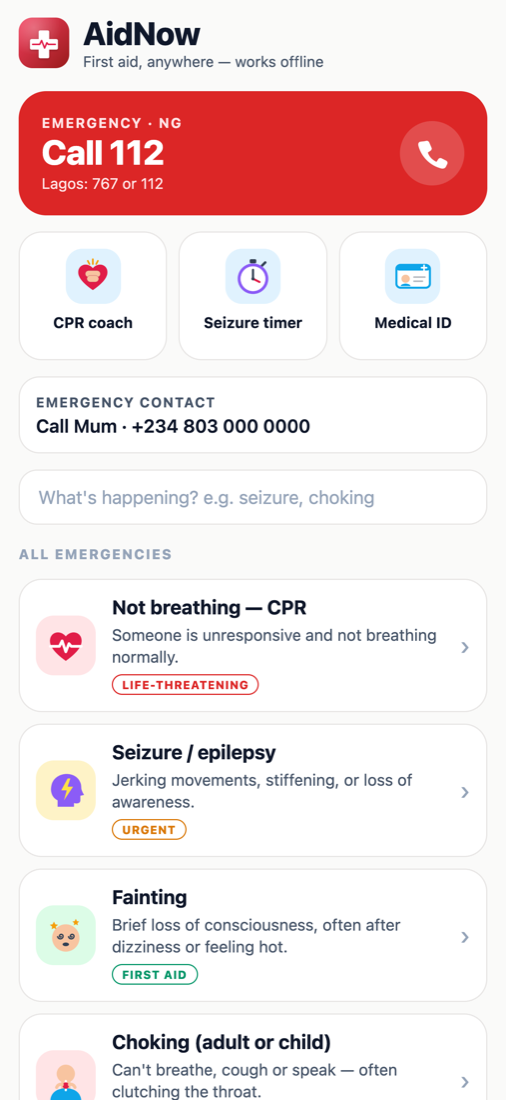 AidNow
First aid, anywhere — works offline
EMERGENCY · NG
Call 112
Lagos: 767 or 112
CPR coach
Seizure timer
Medical ID
EMERGENCY CONTACT
Call Mum · +234 803 000 0000
What's happening? e.g. seizure, choking
ALL EMERGENCIES
Not breathing — CPR
Someone is unresponsive and not breathing
normally.
LIFE-THREATENING
Seizure / epilepsy
Jerking movements, stiffening, or loss of
awareness.
URGENT
Fainting
Brief loss of consciousness, often after
dizziness or feeling hot.
FIRST AID
Choking (adult or child)
Can't breathe, cough or speak — often
clutching the throat.